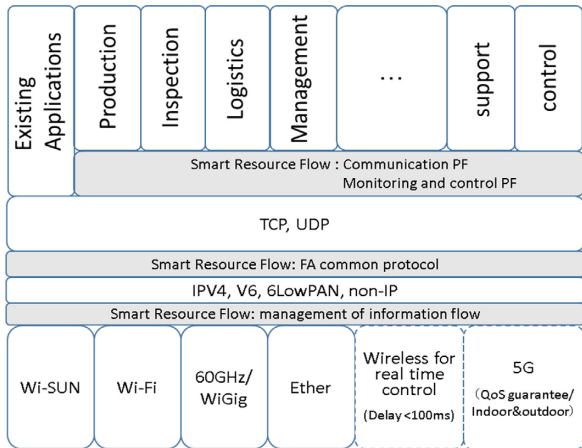 Existing
Applications
Production
Inspection
Logistics
Management
...
support
control
Smart Resource Flow : Communication PF
Monitoring and control PF
TCP, UDP
Smart Resource Flow: FA common protocol
IPV4, V6, 6LowPAN, non-IP
Smart Resource Flow: management of information flow
Wi-SUN
Wi-Fi
60GHz/
WiGig
Ether
Wireless for
real time
control
(Delay <100ms)
5G
(QoS guarantee/
Indoor&outdoor)